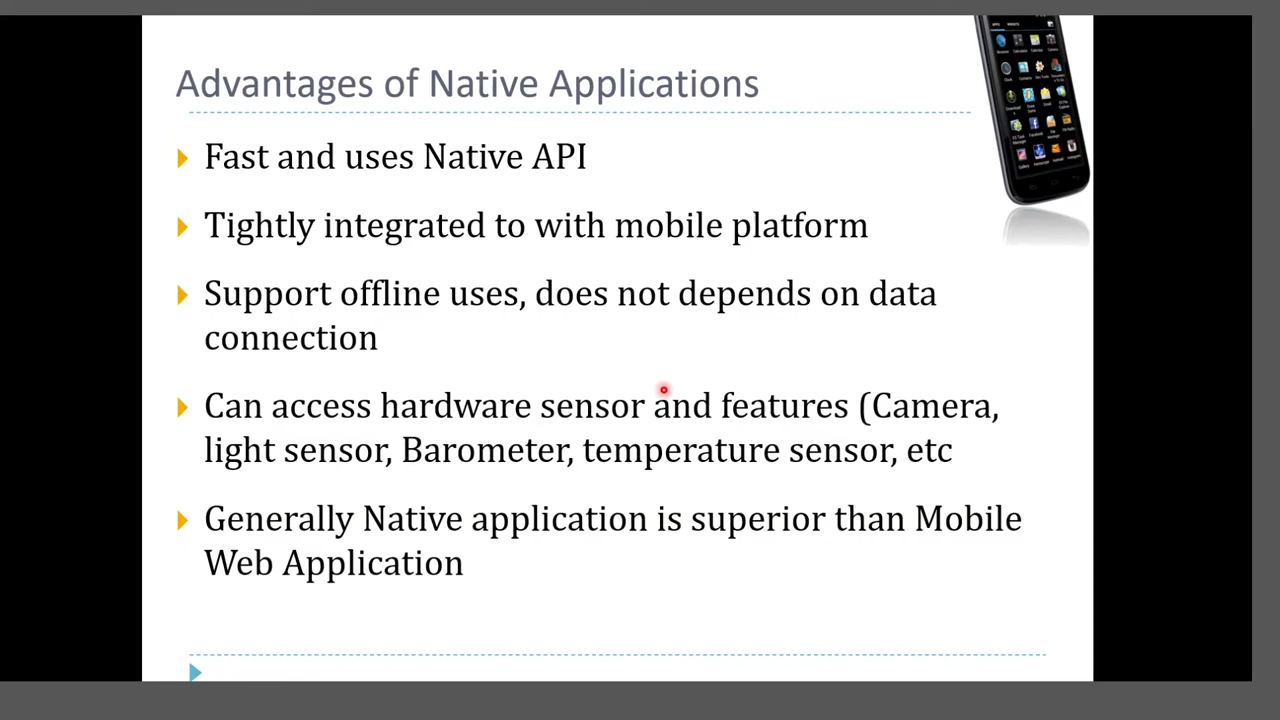 Advantages of Native Applications
Fast and uses Native API
Tightly integrated to with mobile platform
Support offline uses, does not depends on data
connection
Can access hardware sensor and features (Camera,
light sensor, Barometer, temperature sensor, etc
Generally Native application is superior than Mobile
Web Application